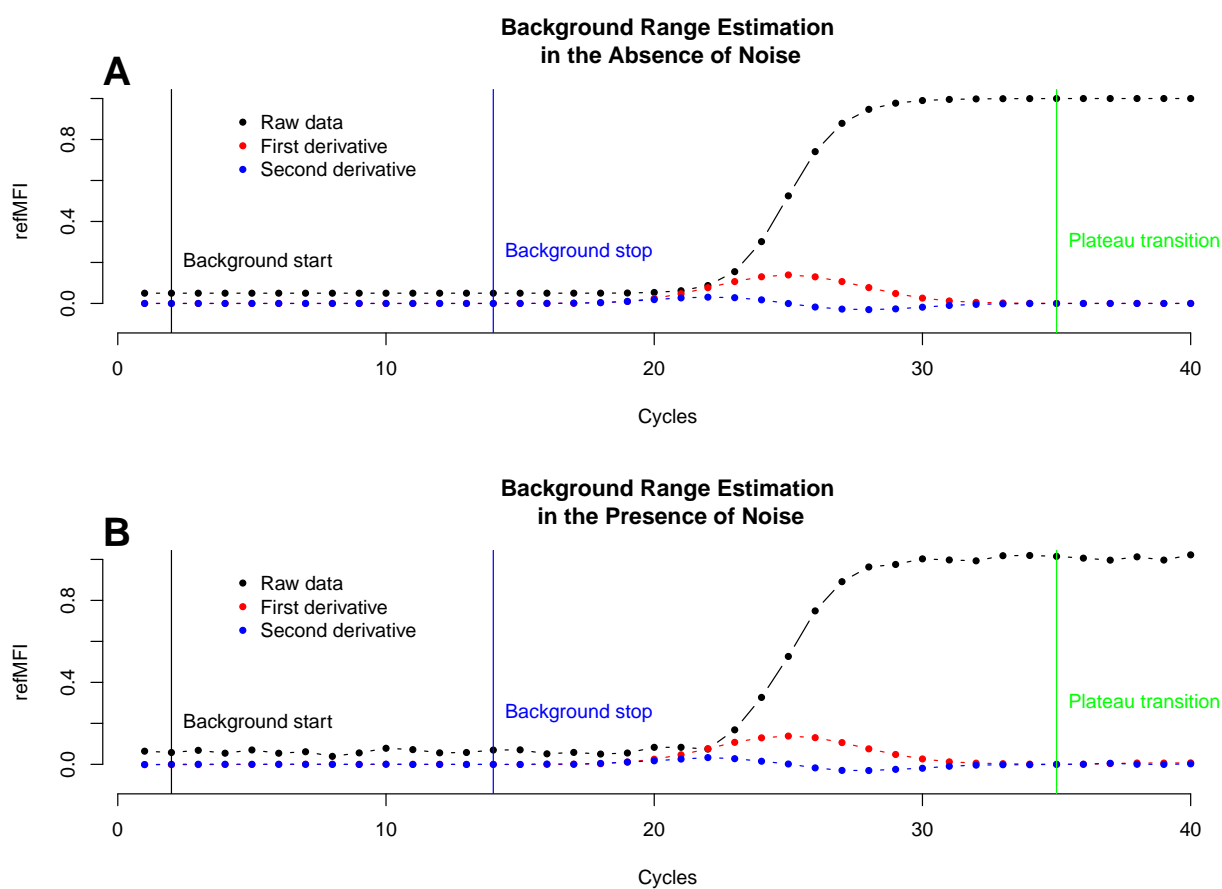 Background Range Estimation
in the Absence of Noise
A
Raw data
First derivative
Second derivative
Background start
Background stop
Plateau transition
refMFI
0.0
0.4
0.8
0 10 20 30 40
Cycles
Background Range Estimation
in the Presence of Noise
B
Raw data
First derivative
Second derivative
Background start
Background stop
Plateau transition
refMFI
0.0
0.4
0.8
0 10 20 30 40
Cycles